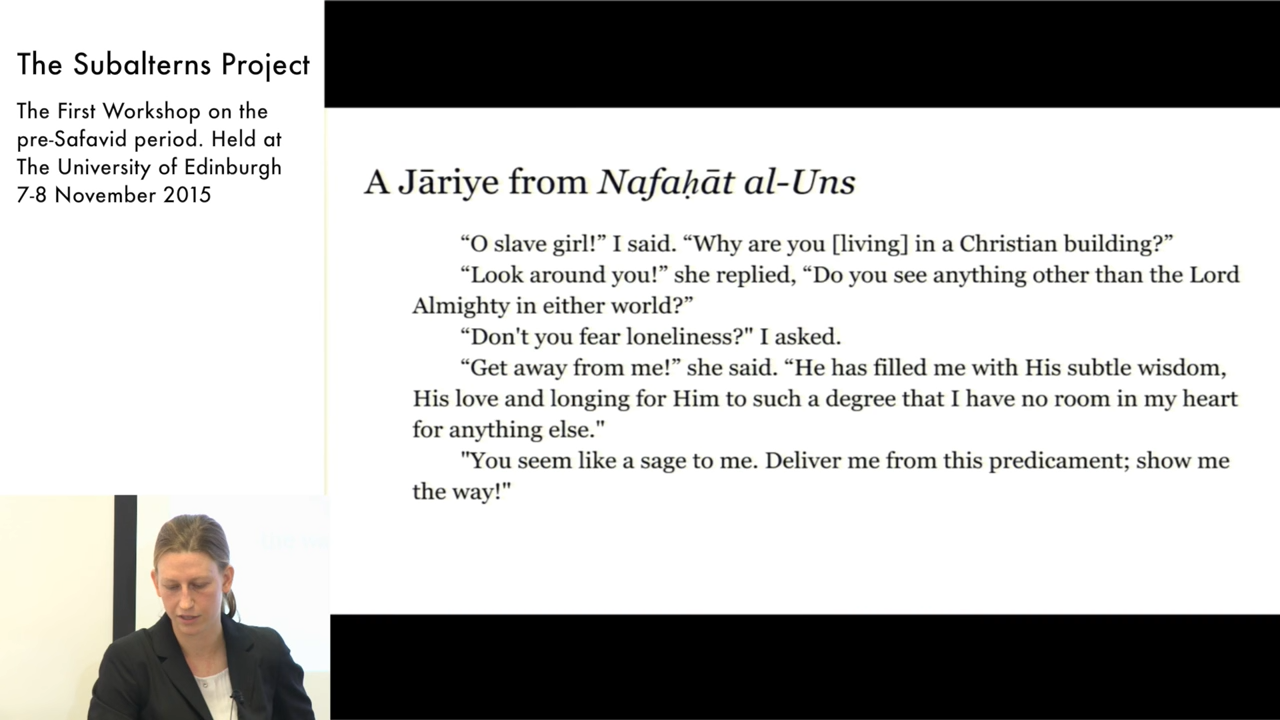 The Subalterns Project
The First Workshop on the
pre-Safavid period. Held at
The University of Edinburgh
7-8 November 2015
A Jāriye from Nafaḥāt al-Uns
“O slave girl!” I said. “Why are you [living] in a Christian building?”
“Look around you!” she replied, “Do you see anything other than the Lord
Almighty in either world?”
“Don't you fear loneliness?" I asked.
“Get away from me!” she said. “He has filled me with His subtle wisdom,
His love and longing for Him to such a degree that I have no room in my heart
for anything else."
"You seem like a sage to me. Deliver me from this predicament; show me
the way!"